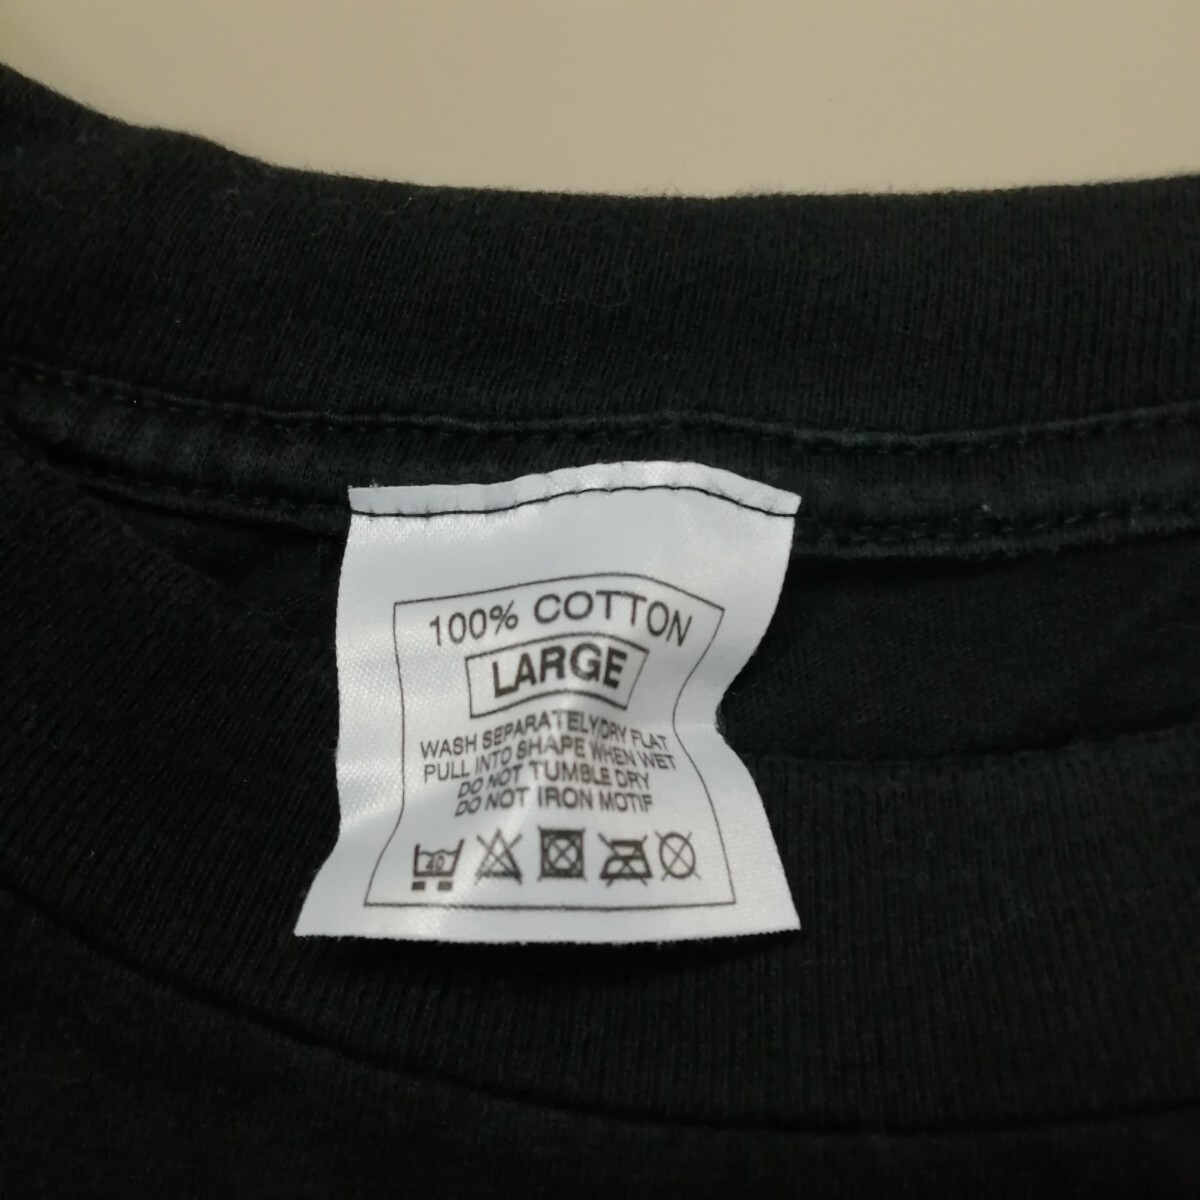 100% COTTON
LARGE
WASH SEPARATELY/DRY FLAT
PULL INTO SHAPE WHEN WET
DO NOT TUMBLE DRY
DO NOT IRON MOTIF
40